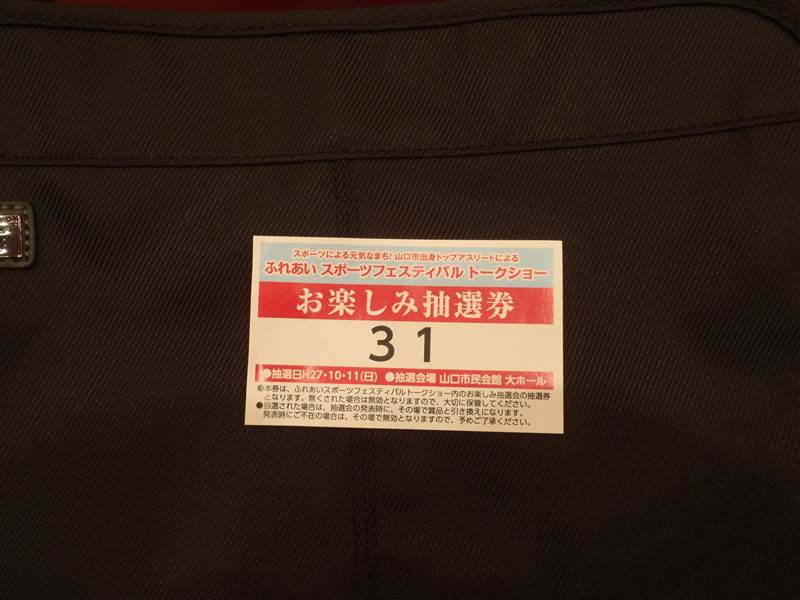 スポーツによる元気なまち! 山口市出身トップアスリートによる
ふれあい スポーツフェスティバル トークショー
お楽しみ抽選券
31
●抽選日H27・10・11(日) ●抽選会場 山口市民会館 大ホール
●本券は、ふれあいスポーツフェスティバルトークショー内のお楽しみ抽選会の抽選券
となります。無くされた場合は無効となりますので、大切に保管してください。
●当選された場合は、抽選会の発表時に、その場で賞品と引き換えになります。
発表時にご不在の場合は、その場で無効となりますので、予めご了承ください。